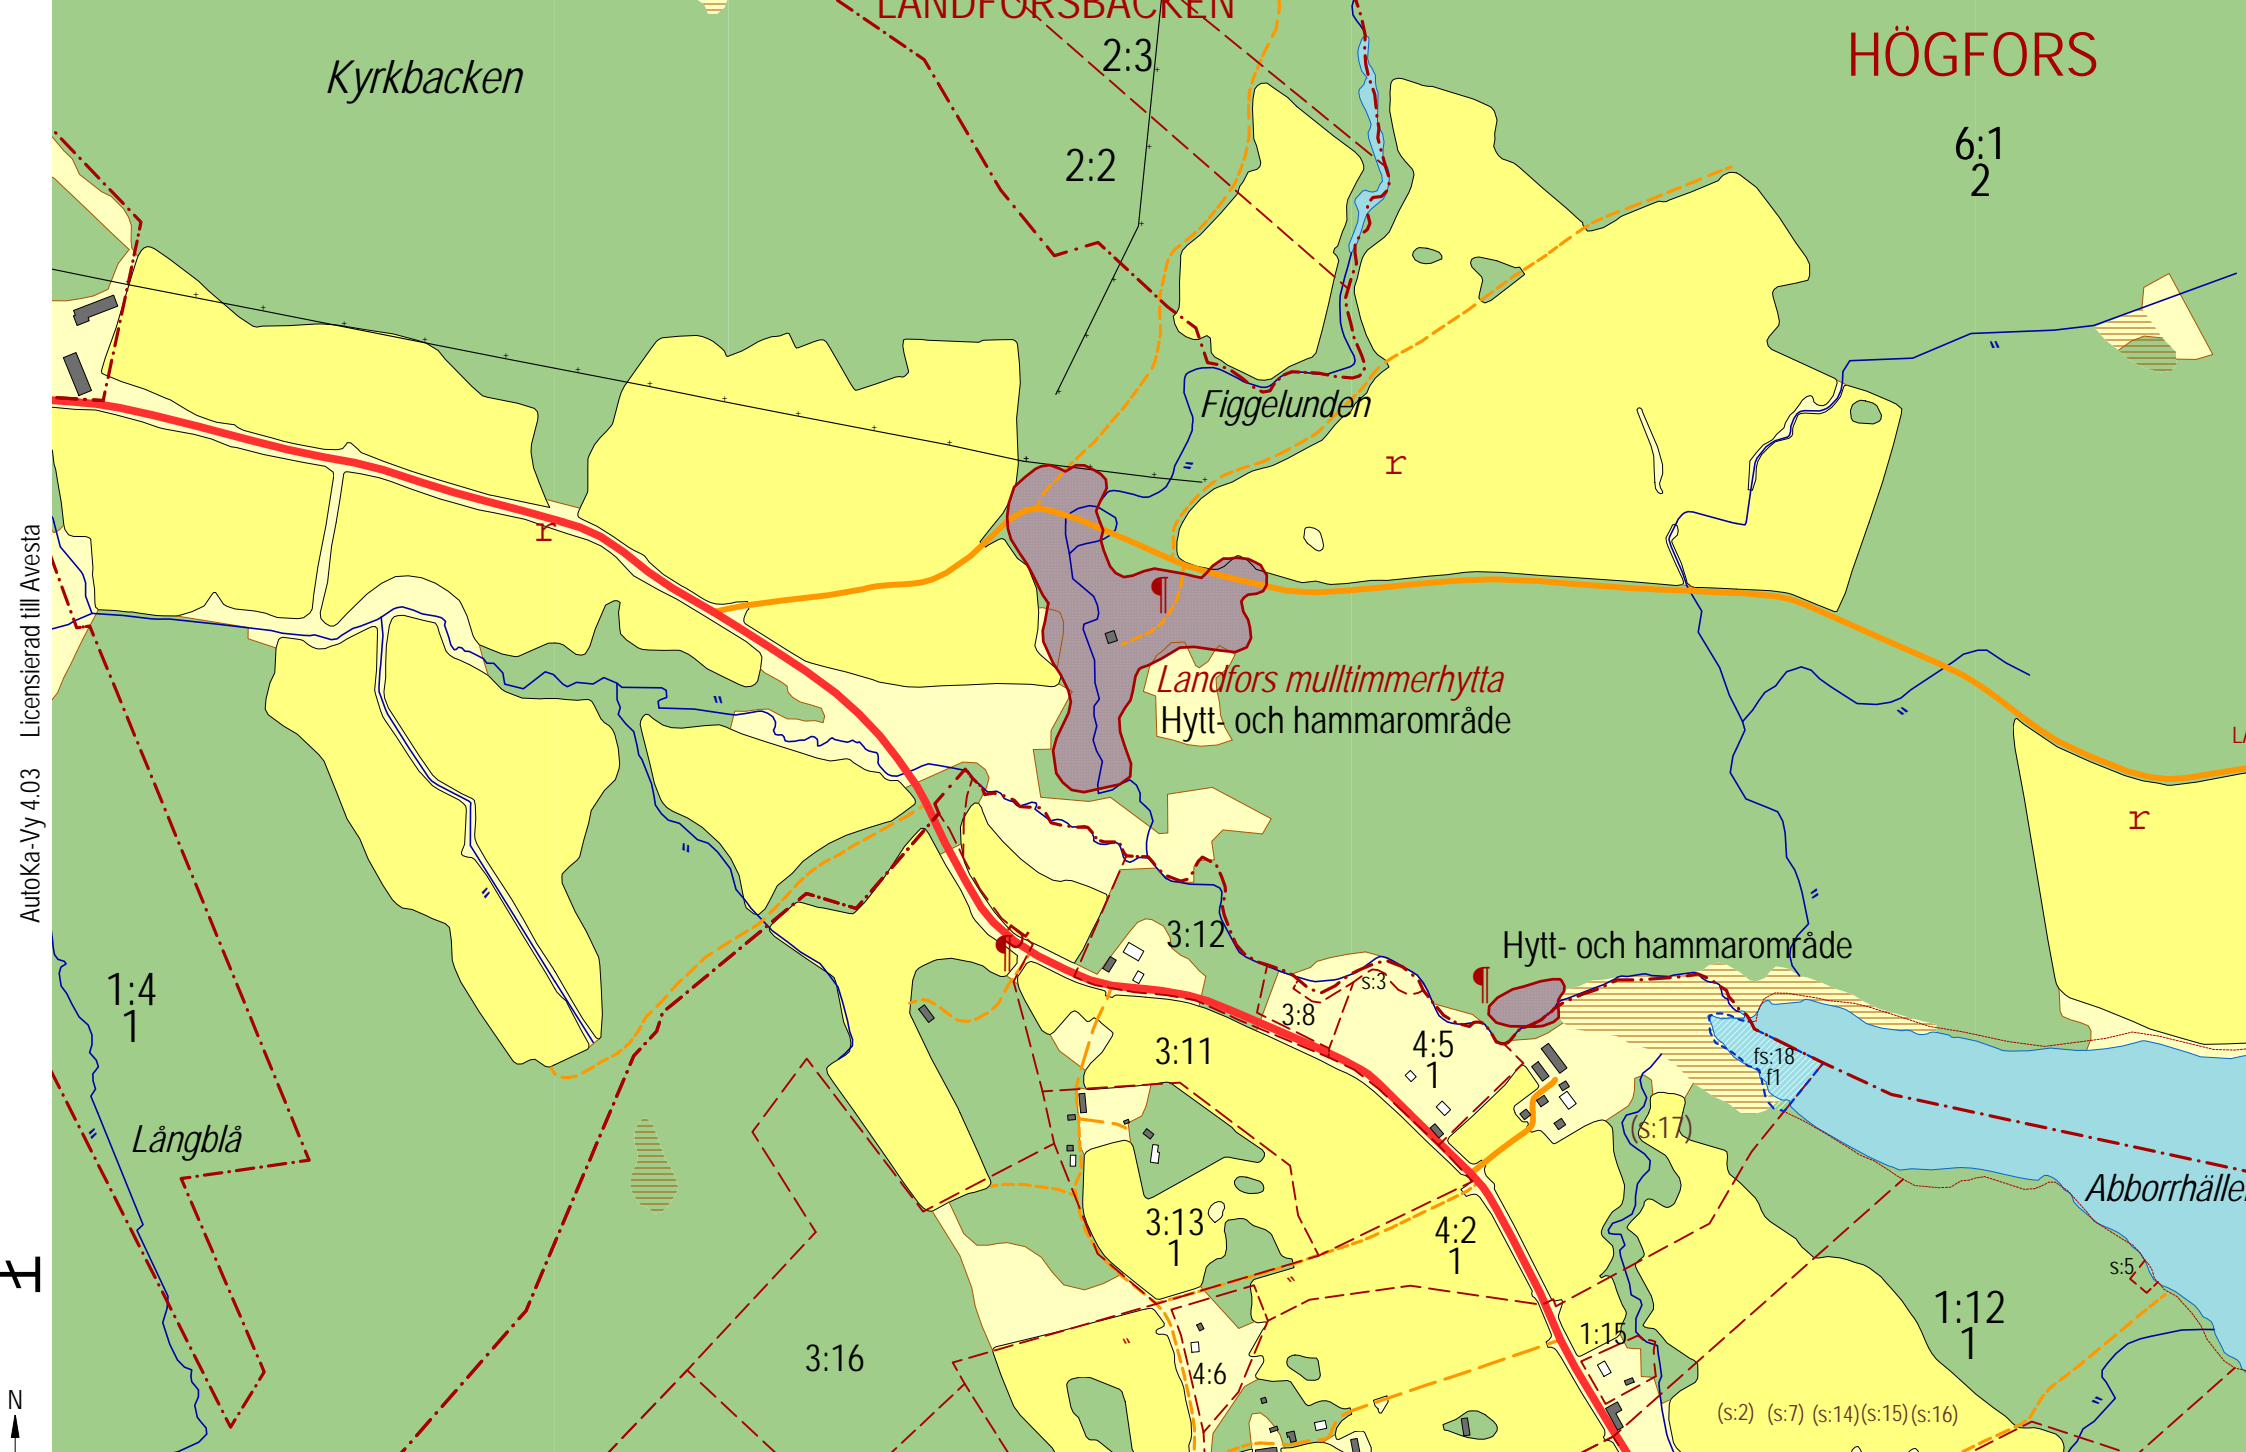 LANDFORSBACKEN
HÖGFORS
Kyrkbacken
2:3
2:2
6:1
2
Figgelunden
r
r
Landfors mulltimmerhytta
Hytt- och hammarområde
r
3:12
Hytt- och hammarområde
s:3
3:8
4:5
1
3:11
fs:18
f1
1:4
1
Långblå
(s:17)
Abborrhälle
3:13
1
4:2
1
s:5
1:12
1
1:15
3:16
4:6
(s:2) (s:7) (s:14)(s:15)(s:16)
AutoKa-Vy 4.03 Licensierad till Avesta
N